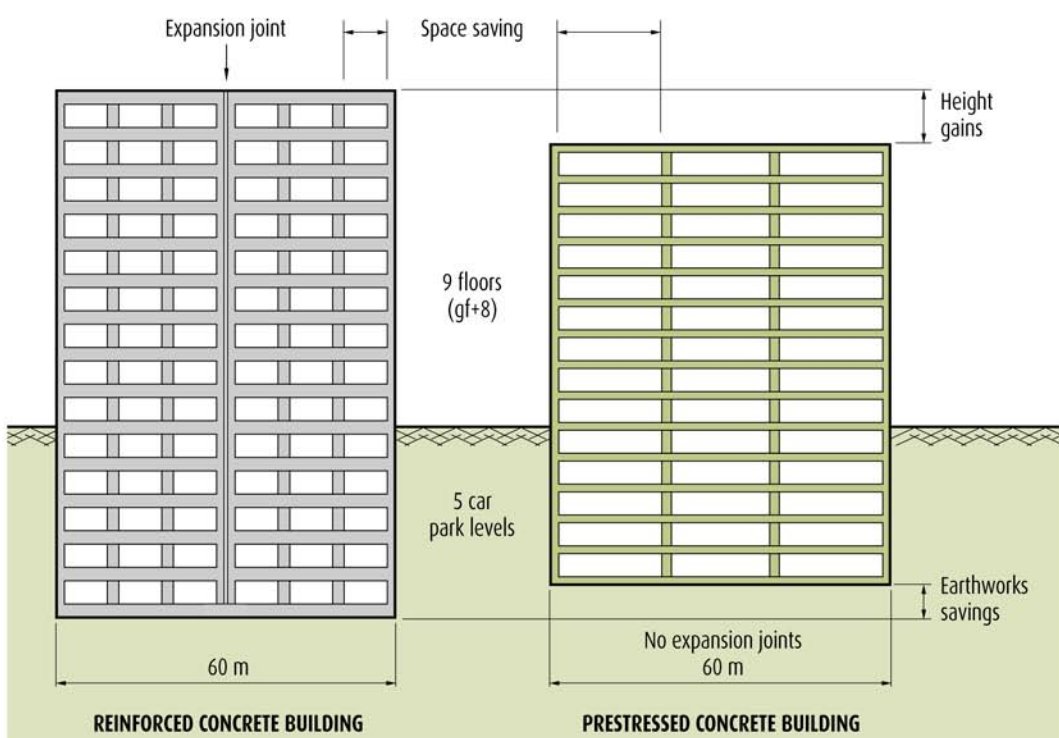 Expansion joint
Space saving
Height
gains
9 floors
(gf+8)
5 car
park levels
Earthworks
savings
No expansion joints
60 m
60 m
REINFORCED CONCRETE BUILDING
PRESTRESSED CONCRETE BUILDING